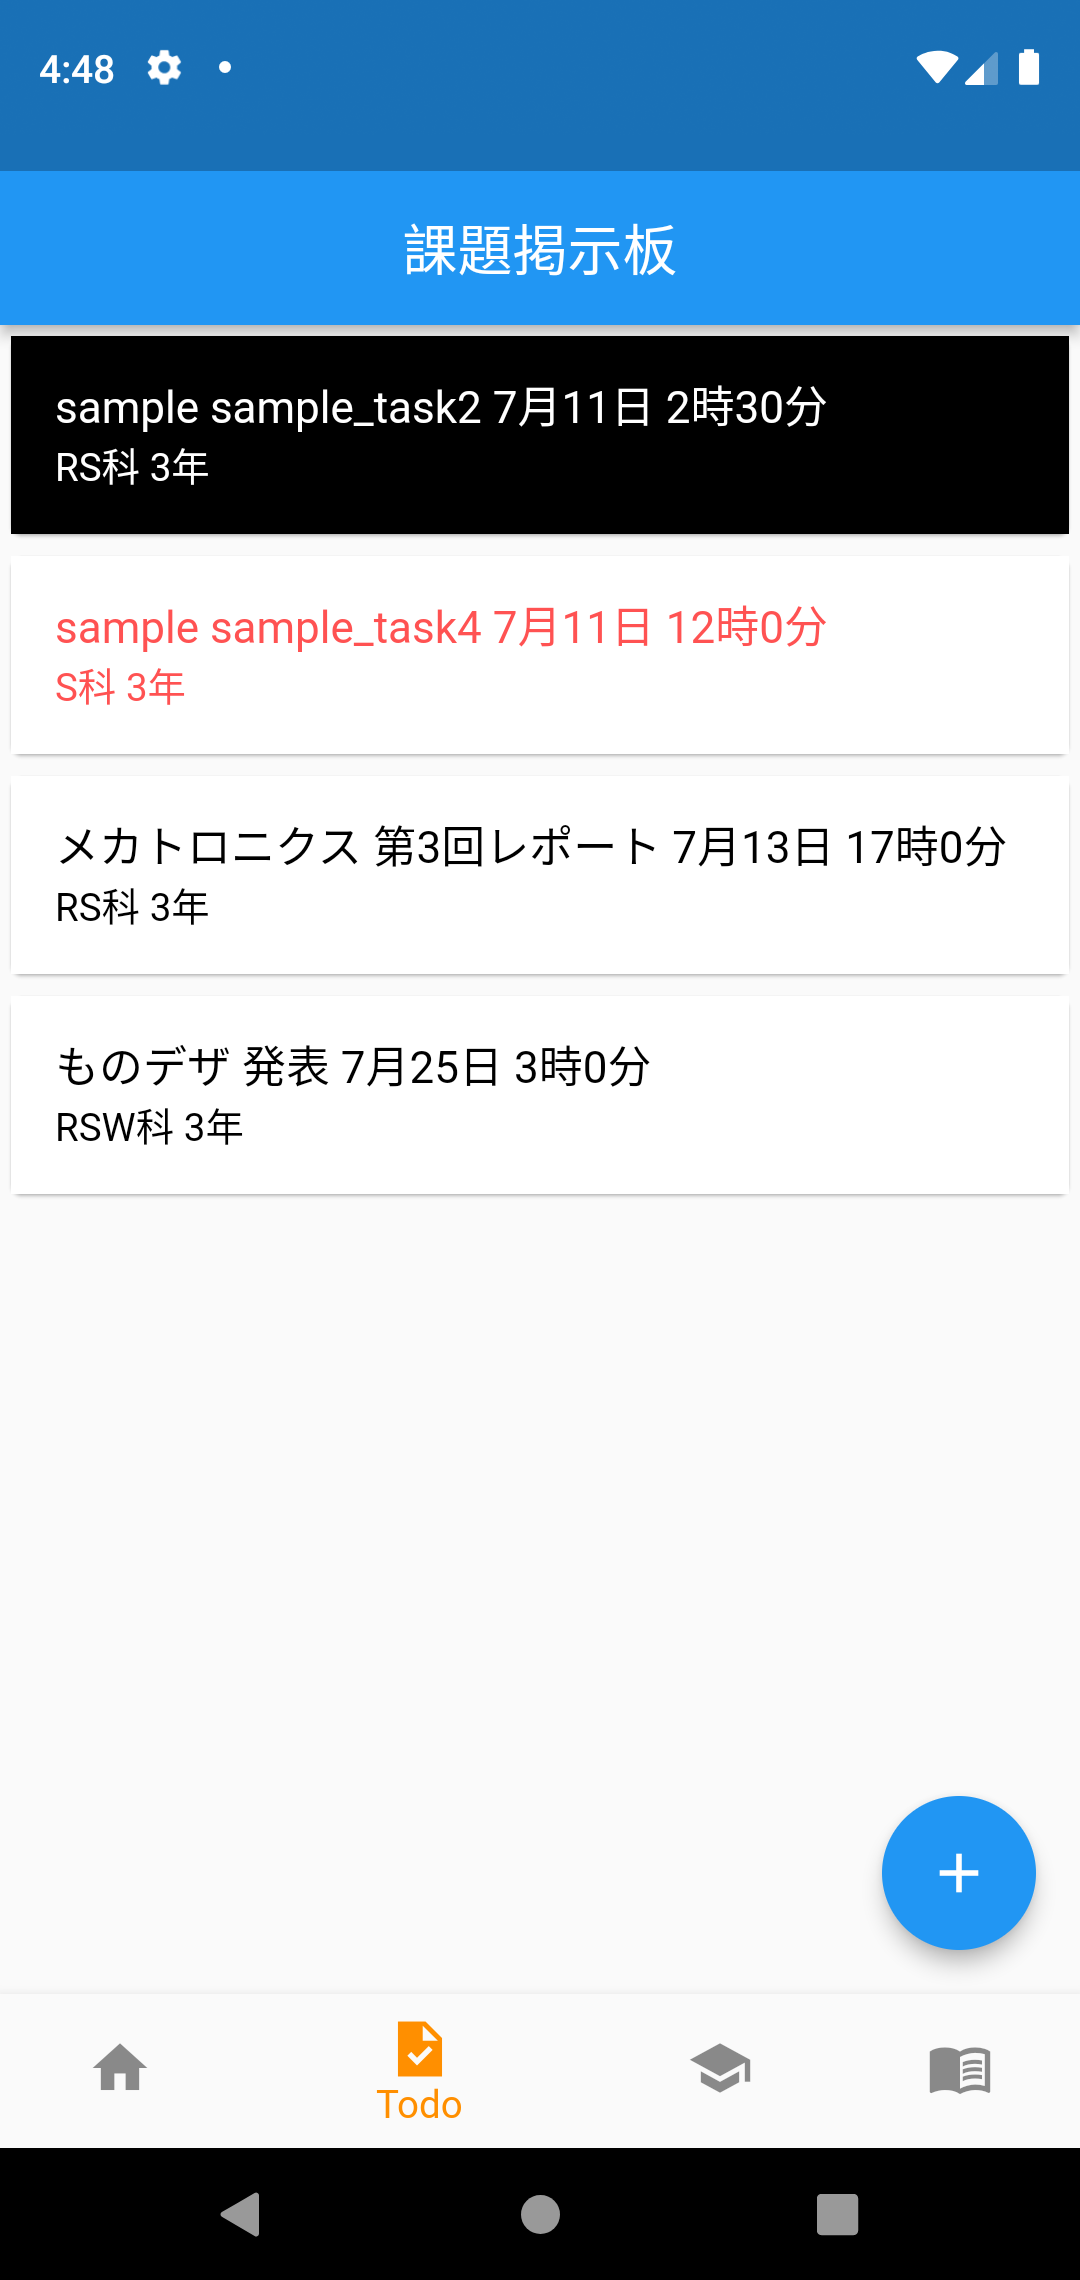 4:48
課題掲示板
sample sample_task2 7月11日 2時30分
RS科 3年
sample sample_task4 7月11日 12時0分
S科 3年
メカトロニクス 第3回レポート 7月13日 17時0分
RS科 3年
ものデザ 発表 7月25日 3時0分
RSW科 3年
Todo